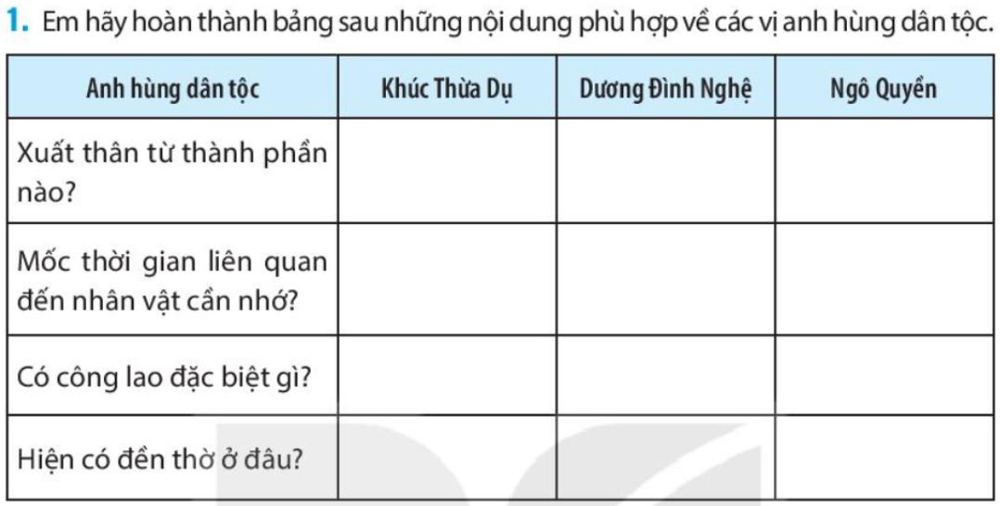 1. Em hãy hoàn thành bảng sau những nội dung phù hợp về các vị anh hùng dân tộc.
Anh hùng dân tộc Khúc Thừa Dụ Dương Đình Nghệ Ngô Quyền
Xuất thân từ thành phần
nào?
Mốc thời gian liên quan
đến nhân vật cần nhớ?
Có công lao đặc biệt gì?
Hiện có đền thờ ở đâu?